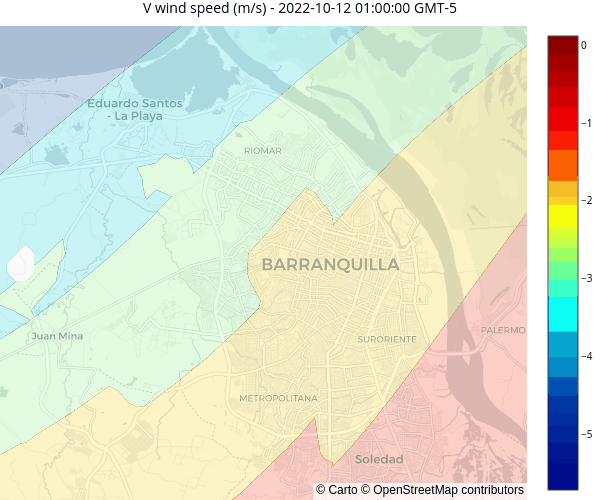 V wind speed (m/s) - 2022-10-12 01:00:00 GMT-5
0
Eduardo Santos
- La Playa
−1
RIOMAR
−2
BARRANQUILLA
−3
Juan Mina
SURORIENTE
PALERMO
−4
METROPOLITANA
−5
Soledad
© Carto © OpenStreetMap contributors